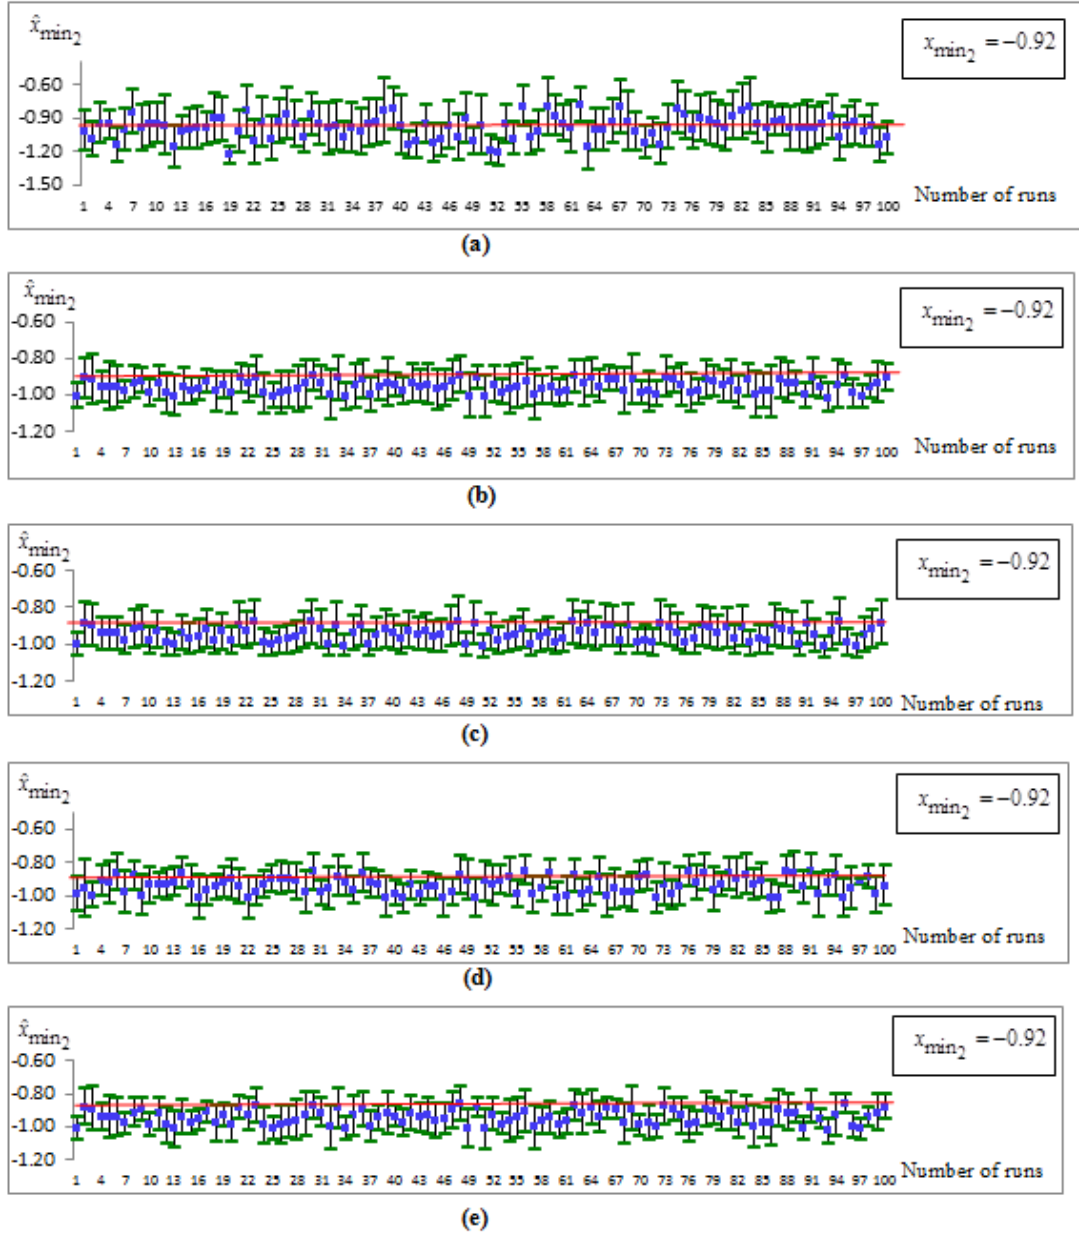 x̂min2
xmin2 = −0.92
-0.60
-0.90
-1.20
-1.50
1 4 7 10 13 16 19 22 25 28 31 34 37 40 43 46 49 52 55 58 61 64 67 70 73 76 79 82 85 88 91 94 97 100 Number of runs
(a)
x̂min2
xmin2 = −0.92
-0.60
-0.80
-1.00
-1.20
1 4 7 10 13 16 19 22 25 28 31 34 37 40 43 46 49 52 55 58 61 64 67 70 73 76 79 82 85 88 91 94 97 100 Number of runs
(b)
x̂min2
xmin2 = −0.92
-0.60
-0.80
-1.00
-1.20
1 4 7 10 13 16 19 22 25 28 31 34 37 40 43 46 49 52 55 58 61 64 67 70 73 76 79 82 85 88 91 94 97 100 Number of runs
(c)
x̂min2
xmin2 = −0.92
-0.60
-0.80
-1.00
-1.20
1 4 7 10 13 16 19 22 25 28 31 34 37 40 43 46 49 52 55 58 61 64 67 70 73 76 79 82 85 88 91 94 97 100 Number of runs
(d)
x̂min2
xmin2 = −0.92
-0.60
-0.80
-1.00
-1.20
1 4 7 10 13 16 19 22 25 28 31 34 37 40 43 46 49 52 55 58 61 64 67 70 73 76 79 82 85 88 91 94 97 100 Number of runs
(e)